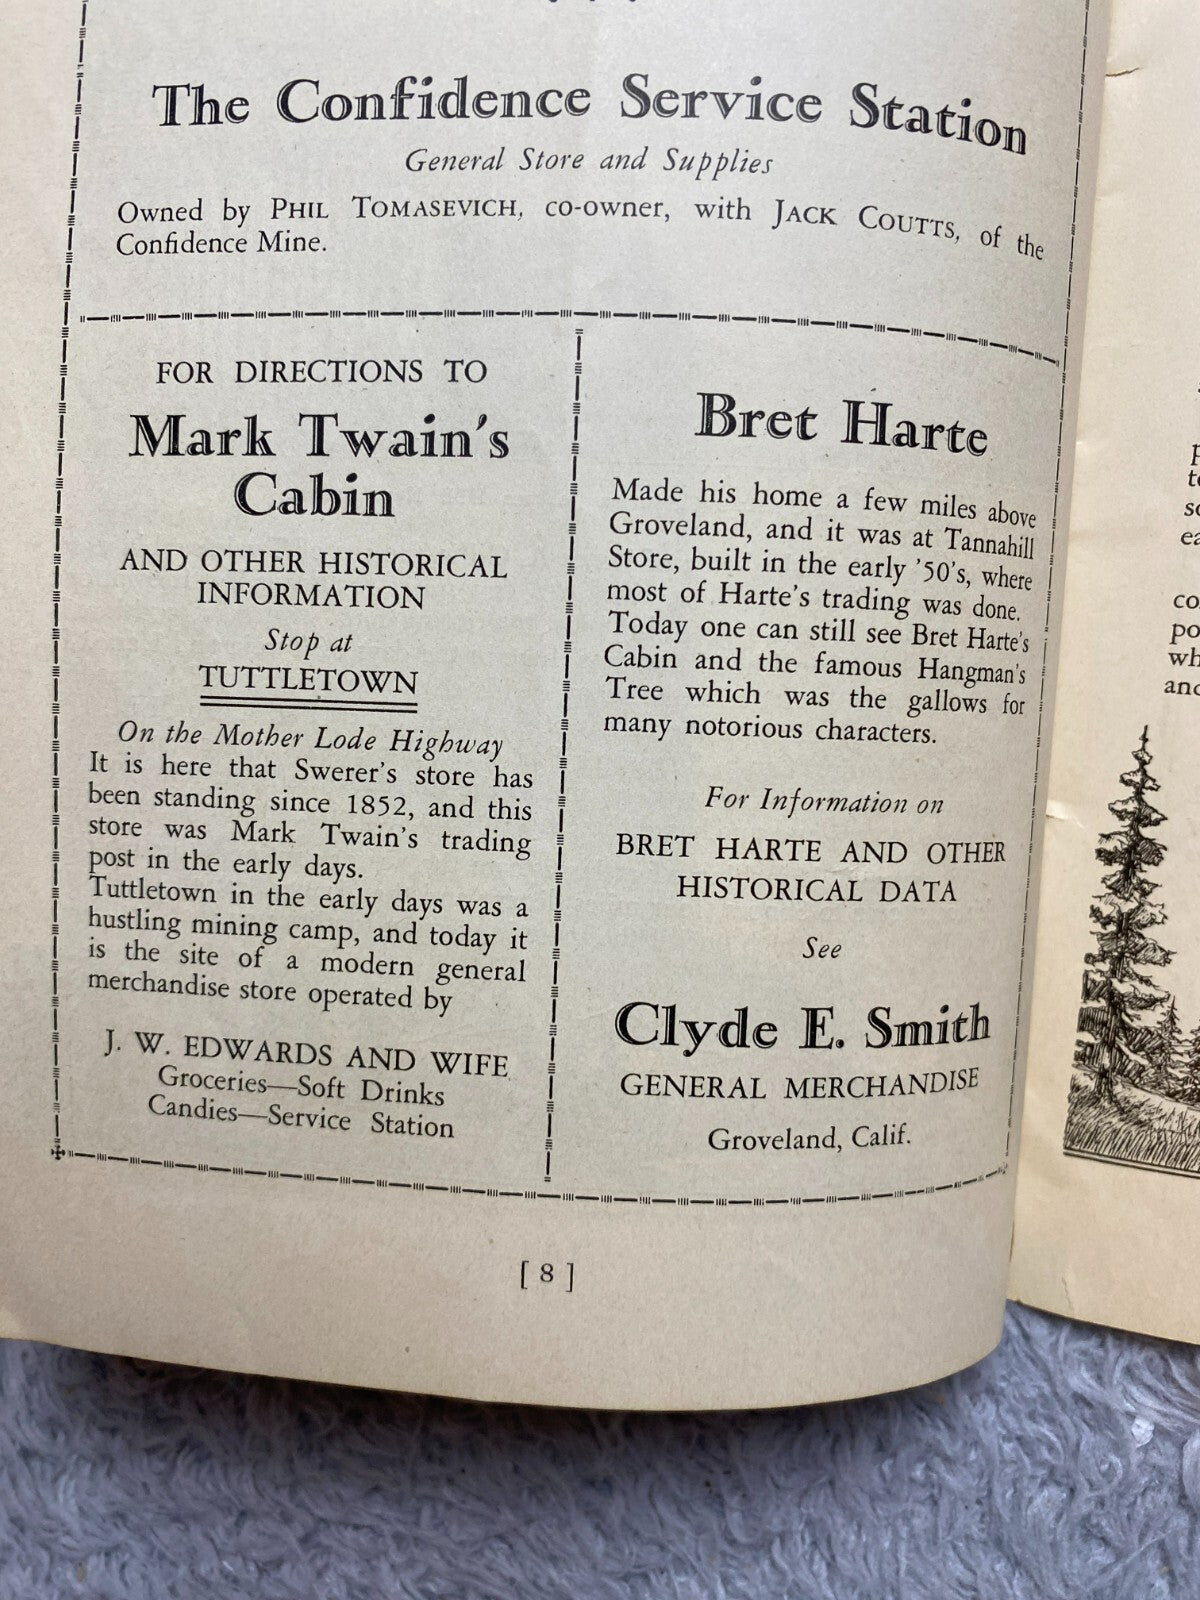 The Confidence Service Station
General Store and Supplies
Owned by PHIL TOMASEVICH, co-owner, with JACK COUTTS, of the
Confidence Mine.
FOR DIRECTIONS TO
Mark Twain's
Cabin
AND OTHER HISTORICAL
INFORMATION
Stop at
TUTTLETOWN
On the Mother Lode Highway
It is here that Swerer's store has
been standing since 1852, and this
store was Mark Twain's trading
post in the early days.
Tuttletown in the early days was a
hustling mining camp, and today it
is the site of a modern general
merchandise store operated by
J. W. EDWARDS AND WIFE
Groceries—Soft Drinks
Candies—Service Station
Bret Harte
Made his home a few miles above
Groveland, and it was at Tannahill
Store, built in the early '50's, where
most of Harte's trading was done.
Today one can still see Bret Harte's
Cabin and the famous Hangman's
Tree which was the gallows for
many notorious characters.
For Information on
BRET HARTE AND OTHER
HISTORICAL DATA
See
Clyde E. Smith
GENERAL MERCHANDISE
Groveland, Calif.
[ 8 ]